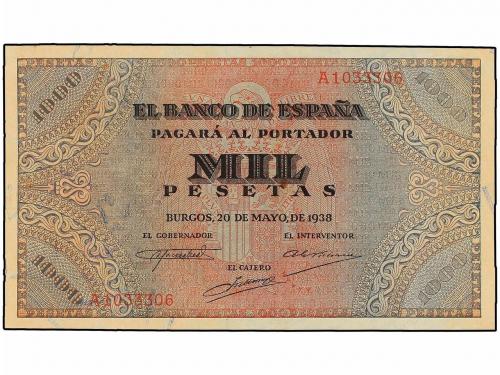 1000 1000
A1033306
EL BANCO DE ESPAÑA
PAGARÁ AL PORTADOR
MIL
PESETAS
BURGOS, 20 DE MAYO, DE 1938
EL GOBERNADOR EL INTERVENTOR
EL CAJERO
A1033306
1000 1000